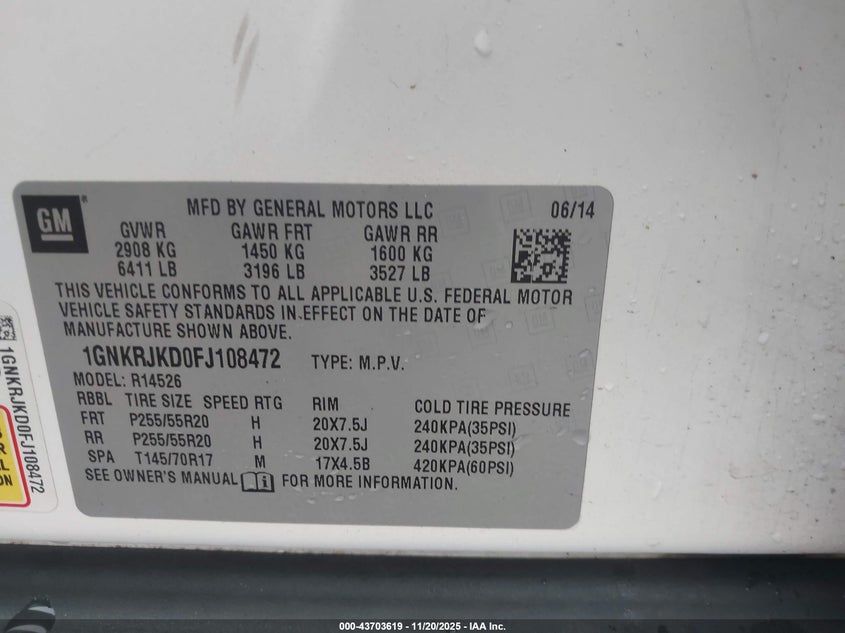 GM
MFD BY GENERAL MOTORS LLC 06/14
GVWR GAWR FRT GAWR RR
2908 KG 1450 KG 1600 KG
6411 LB 3196 LB 3527 LB
THIS VEHICLE CONFORMS TO ALL APPLICABLE U.S. FEDERAL MOTOR
VEHICLE SAFETY STANDARDS IN EFFECT ON THE DATE OF
MANUFACTURE SHOWN ABOVE.
1GNKRJKD0FJ108472 TYPE: M.P.V.
MODEL: R14526
RBBL TIRE SIZE SPEED RTG RIM COLD TIRE PRESSURE
FRT P255/55R20 H 20X7.5J 240KPA(35PSI)
RR P255/55R20 H 20X7.5J 240KPA(35PSI)
SPA T145/70R17 M 17X4.5B 420KPA(60PSI)
SEE OWNER'S MANUAL FOR MORE INFORMATION.
1GNKRJKD0FJ108472
000-43703619 - 11/20/2025 - IAA Inc.